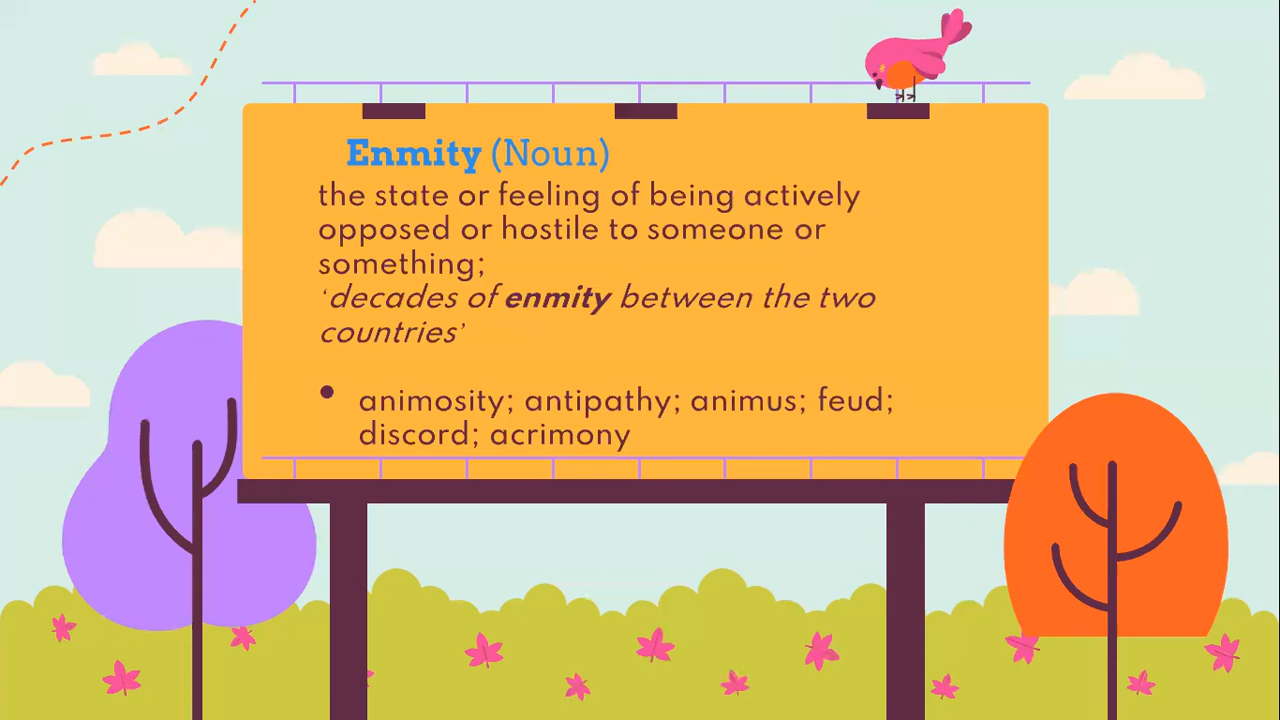 Enmity (Noun)
the state or feeling of being actively
opposed or hostile to someone or
something;
‘decades of enmity between the two
countries’
• animosity; antipathy; animus; feud;
discord; acrimony